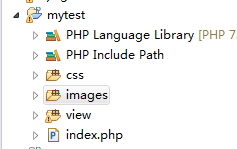 mytest
PHP Language Library [PHP 7.
PHP Include Path
css
images
view
index.php